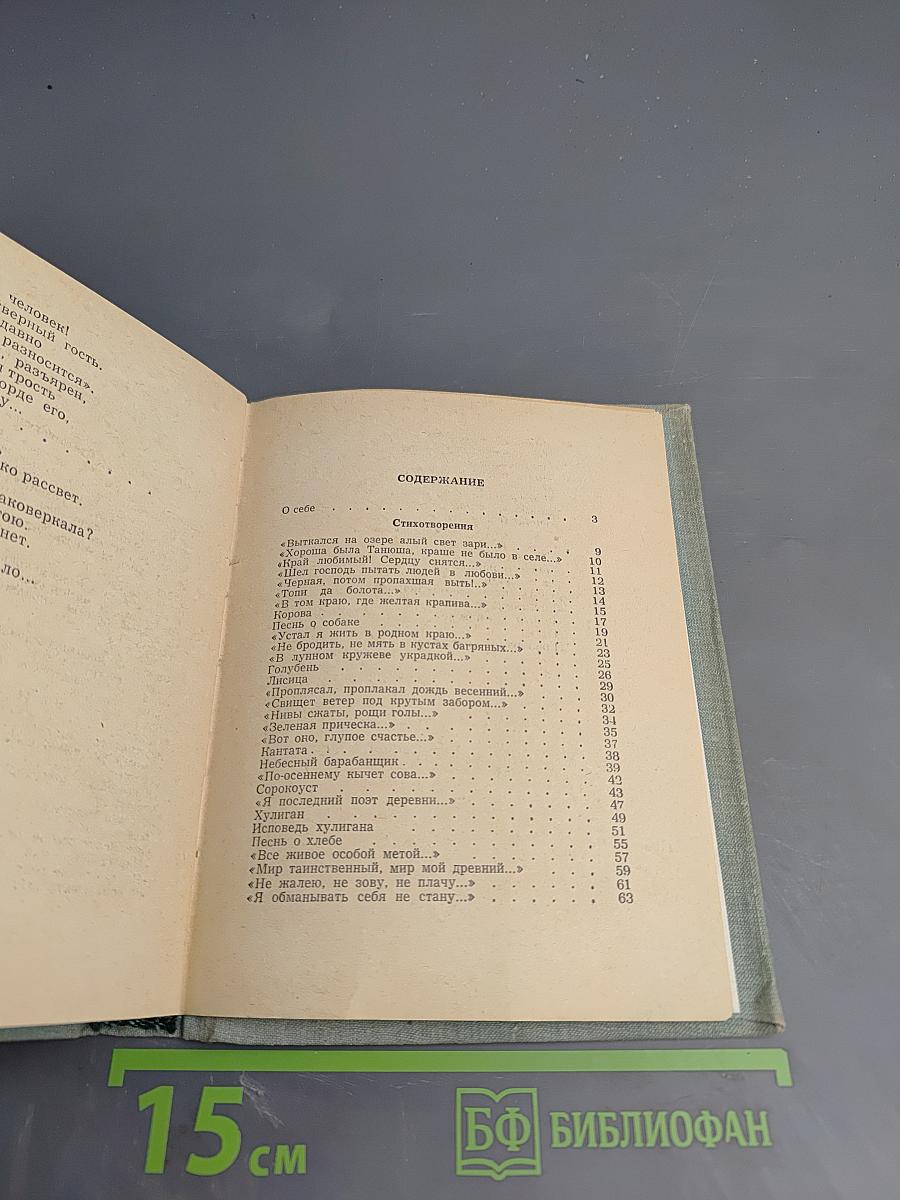 человек!
верный гость.
давно
разносится».
разъярен,
трость
его,
у...
ко рассвет.
аковеркала?
тою.
нет.
ло...
СОДЕРЖАНИЕ
О себе . . . . . . . . . . . . . . . . 3
Стихотворения
«Выткался на озере алый свет зари...» . . . . 9
«Хороша была Танюша, краше не было в селе...» 10
«Край любимый! Сердцу снятся...» . . . . . 11
«Шел господь пытать людей в любови...» . . . 12
«Черная, потом пропахшая выть!..» . . . . . 13
«Топи да болота...» . . . . . . . . . 14
«В том краю, где желтая крапива...» . . . . . 15
Корова . . . . . . . . . . . . . 17
Песнь о собаке . . . . . . . . . . . 19
«Устал я жить в родном краю...» . . . . . . 21
«Не бродить, не мять в кустах багряных...» . . 23
«В лунном кружеве украдкой...» . . . . . . 25
Голубень . . . . . . . . . . . . 26
Лисица . . . . . . . . . . . . . 29
«Проплясал, проплакал дождь весенний...» . . . 30
«Свищет ветер под крутым забором...» . . . . 32
«Нивы сжаты, рощи голы...» . . . . . . . 34
«Зеленая прическа...» . . . . . . . . . 35
«Вот оно, глупое счастье...» . . . . . . . 37
Кантата . . . . . . . . . . . . . 38
Небесный барабанщик . . . . . . . . . . 39
«По-осеннему кычет сова...» . . . . . . . 42
Сорокоуст . . . . . . . . . . . . 43
«Я последний поэт деревни...» . . . . . . 47
Хулиган . . . . . . . . . . . . . 49
Исповедь хулигана . . . . . . . . . . 51
Песнь о хлебе . . . . . . . . . . . 55
«Все живое особой метой...» . . . . . . . 57
«Мир таинственный, мир мой древний...» . . . 59
«Не жалею, не зову, не плачу...» . . . . . . 61
«Я обманывать себя не стану...» . . . . . . 63
15 см
БФ БИБЛИОФАН